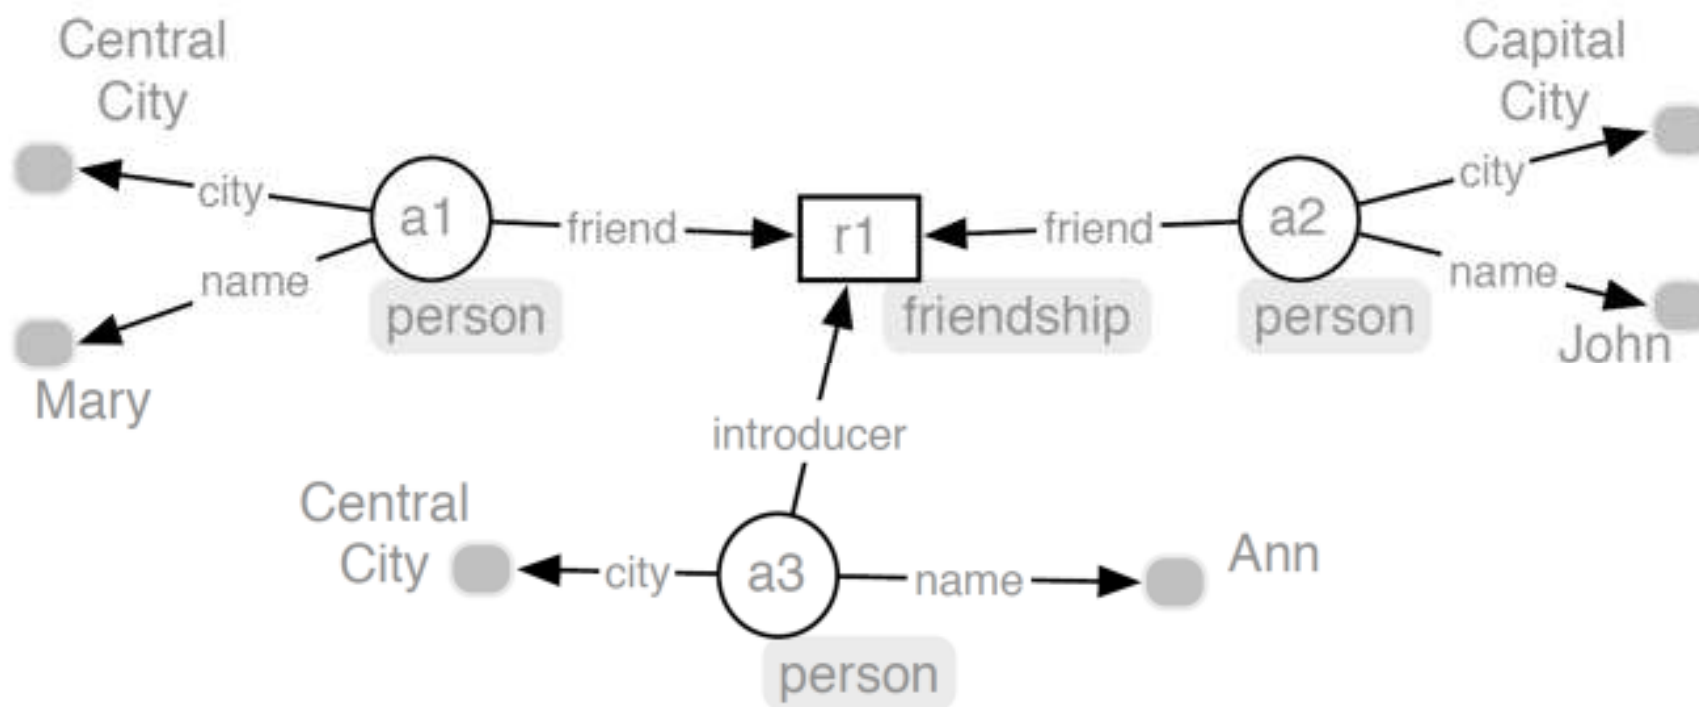 Central
City
Capital
City
city
a1
friend
r1
friend
a2
city
name
person
friendship
person
name
Mary
John
introducer
Central
City
city
a3
name
Ann
person